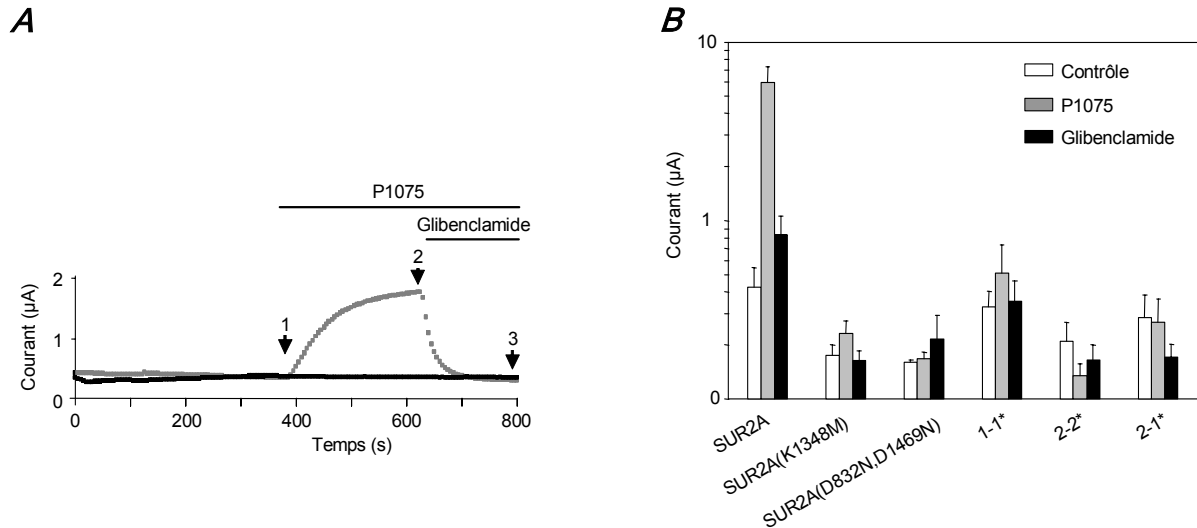 A
P1075
Glibenclamide
2
1
0
1
2
3
Courant (µA)
0
200
400
600
800
Temps (s)
B
10
1
0
Courant (µA)
Contrôle
P1075
Glibenclamide
SUR2A
SUR2A(K1348M)
SUR2A(D832N,D1469N)
1-1*
2-2*
2-1*